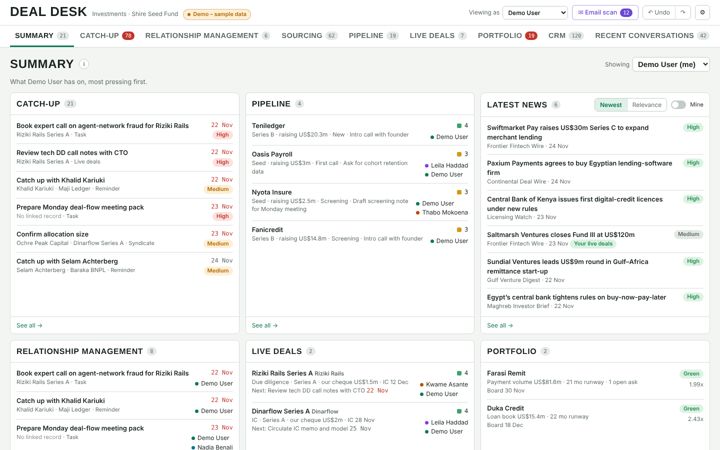 DEAL DESK Investments · Shire Seed Fund Demo – sample data Viewing as Demo User Email scan 12 Undo
SUMMARY 21 CATCH-UP 78 RELATIONSHIP MANAGEMENT 6 SOURCING 62 PIPELINE 19 LIVE DEALS 7 PORTFOLIO 19 CRM 120 RECENT CONVERSATIONS 42
SUMMARY i Showing Demo User (me)
What Demo User has on, most pressing first.
CATCH-UP 21
Book expert call on agent-network fraud for Riziki Rails 22 Nov
Riziki Rails Series A · Task High
Review tech DD call notes with CTO 22 Nov
Riziki Rails Series A · Live deals High
Catch up with Khalid Kariuki 22 Nov
Khalid Kariuki · Maji Ledger · Reminder Medium
Prepare Monday deal-flow meeting pack 23 Nov
No linked record · Task High
Confirm allocation size 23 Nov
Ochre Peak Capital · Dinarflow Series A · Syndicate Medium
Catch up with Selam Achterberg 24 Nov
Selam Achterberg · Baraka BNPL · Reminder Medium
See all →
PIPELINE 4
Teniledger 4
Series B · raising US$20.3m · New · Intro call with founder Demo User
Oasis Payroll 3
Seed · raising US$3m · First call · Ask for cohort retention Leila Haddad
data Demo User
Nyota Insure 3
Seed · raising US$2.5m · Screening · Draft screening note Demo User
for Monday meeting Thabo Mokoena
Fanicredit 3
Series B · raising US$14.8m · Screening · Intro call with founder Demo User
See all →
LATEST NEWS 6 Newest Relevance Mine
Swiftmarket Pay raises US$30m Series C to expand High
merchant lending
Frontier Fintech Wire · 24 Nov
Paxium Payments agrees to buy Egyptian lending-software High
firm
Continental Deal Wire · 24 Nov
Central Bank of Kenya issues first digital-credit licences High
under new rules
Licensing Watch · 23 Nov
Saltmarsh Ventures closes Fund III at US$120m Medium
Frontier Fintech Wire · 23 Nov Your live deals
Sundial Ventures leads US$9m round in Gulf–Africa High
remittance start-up
Gulf Venture Digest · 22 Nov
Egypt's central bank tightens rules on buy-now-pay-later High
Maghreb Investor Brief · 22 Nov
See all →
RELATIONSHIP MANAGEMENT 8
Book expert call on agent-network fraud for Riziki Rails 22 Nov
Riziki Rails Series A · Task Demo User
Catch up with Khalid Kariuki 22 Nov
Khalid Kariuki · Maji Ledger · Reminder Demo User
Prepare Monday deal-flow meeting pack 23 Nov
No linked record · Task Demo User
Nadia Benali
LIVE DEALS 2
Riziki Rails Series A Riziki Rails 4
Due diligence · Series A · our cheque US$1.5m · IC 12 Dec Kwame Asante
Next: Review tech DD call notes with CTO 22 Nov Demo User
Dinarflow Series A Dinarflow 4
IC · Series A · our cheque US$2m · IC 28 Nov Leila Haddad
Next: Circulate IC memo and model 25 Nov Demo User
PORTFOLIO 2
Farasi Remit Green
Payment volume US$81.6m · 21 mo runway · 1 open ask 1.99x
Board 30 Nov
Duka Credit Green
Loan book US$15.4m · 22 mo runway 2.43x
Board 18 Dec